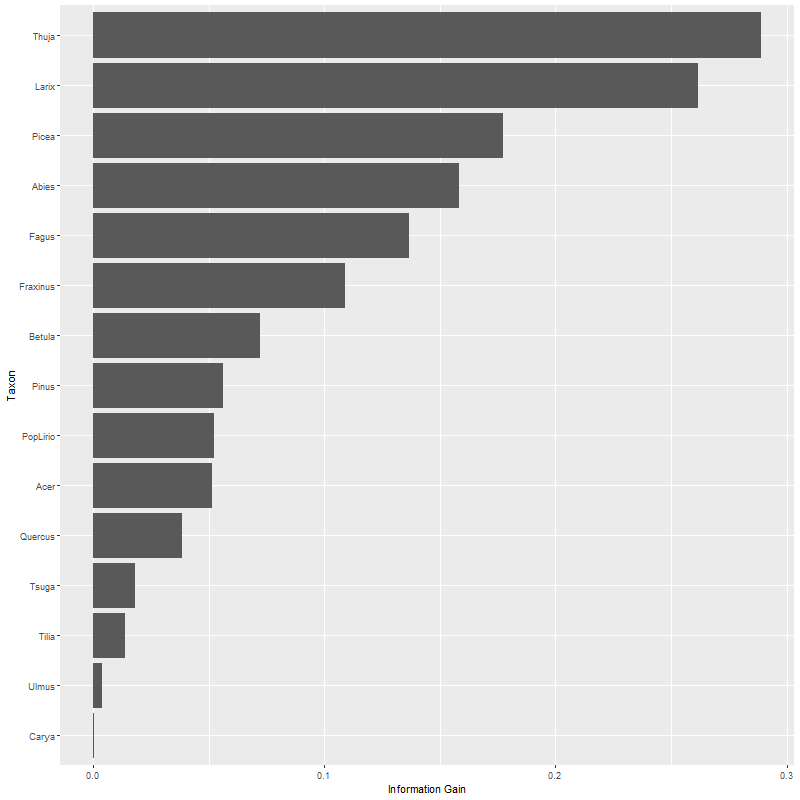 Thuja
Larix
Picea
Abies
Fagus
Fraxinus
Betula
Pinus
PopLirio
Acer
Quercus
Tsuga
Tilia
Ulmus
Carya
Taxon
0.0 0.1 0.2 0.3
Information Gain